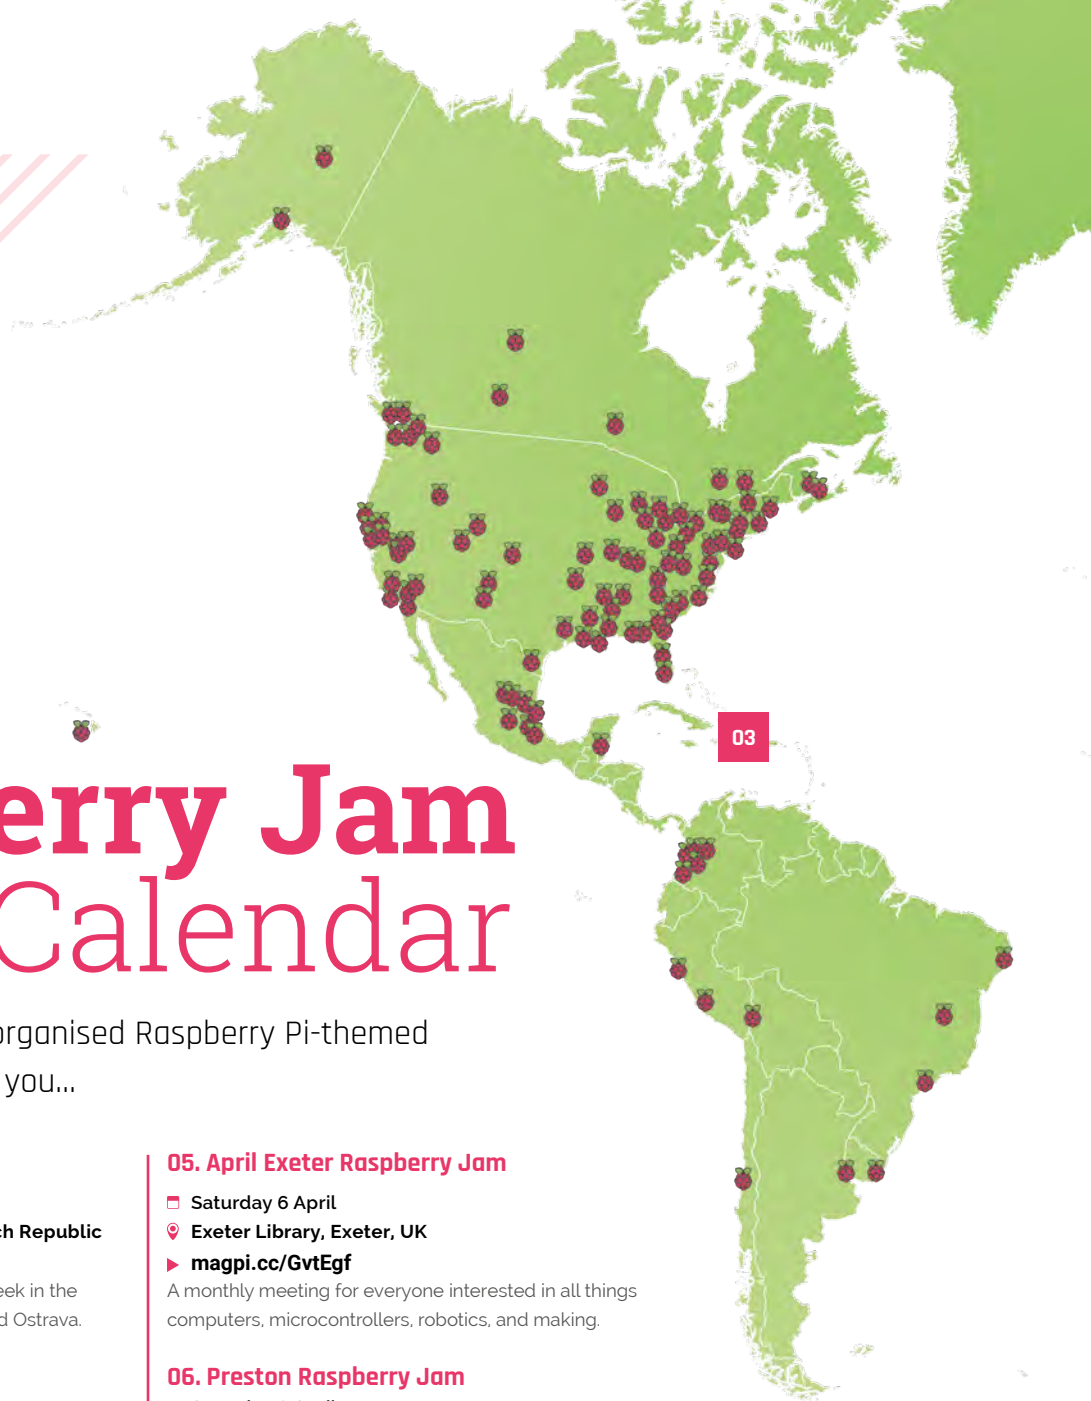 03
erry Jam
Calendar
organised Raspberry Pi-themed
you...
ch Republic
eek in the
d Ostrava.
05. April Exeter Raspberry Jam
Saturday 6 April
Exeter Library, Exeter, UK
magpi.cc/GvtEgf
A monthly meeting for everyone interested in all things
computers, microcontrollers, robotics, and making.
06. Preston Raspberry Jam